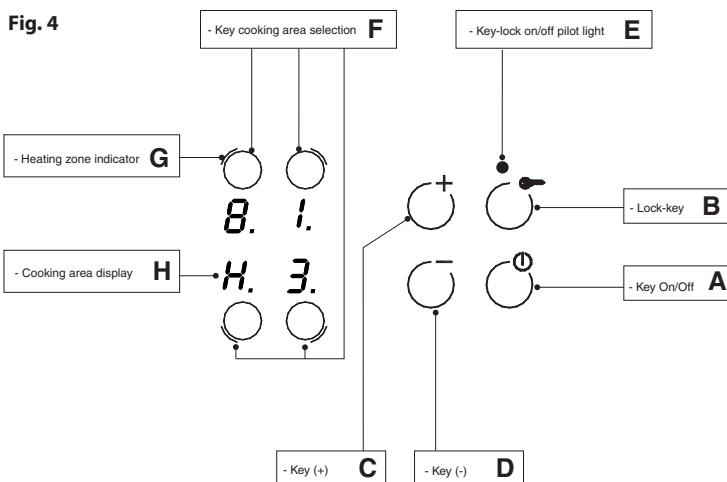 Fig. 4
- Key cooking area selection F
- Key-lock on/off pilot light E
- Heating zone indicator G
+
8. 1.
- Lock-key B
- Cooking area display H
H. 3.
-
- Key On/Off A
- Key (+) C
- Key (-) D